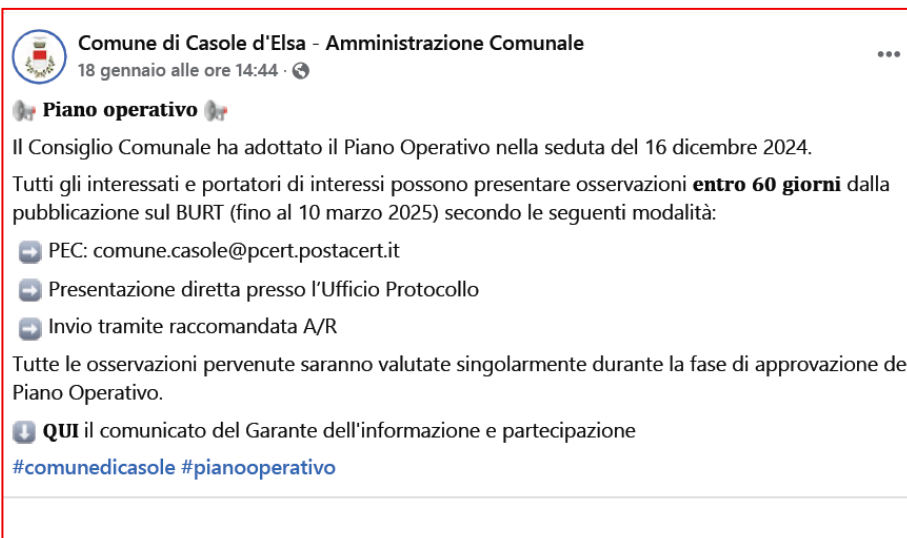 Comune di Casole d'Elsa - Amministrazione Comunale
18 gennaio alle ore 14:44 ·
Piano operativo
Il Consiglio Comunale ha adottato il Piano Operativo nella seduta del 16 dicembre 2024.
Tutti gli interessati e portatori di interessi possono presentare osservazioni entro 60 giorni dalla
pubblicazione sul BURT (fino al 10 marzo 2025) secondo le seguenti modalità:
PEC: comune.casole@pcert.postacert.it
Presentazione diretta presso l'Ufficio Protocollo
Invio tramite raccomandata A/R
Tutte le osservazioni pervenute saranno valutate singolarmente durante la fase di approvazione de
Piano Operativo.
QUI il comunicato del Garante dell'informazione e partecipazione
#comunedicasole #pianooperativo